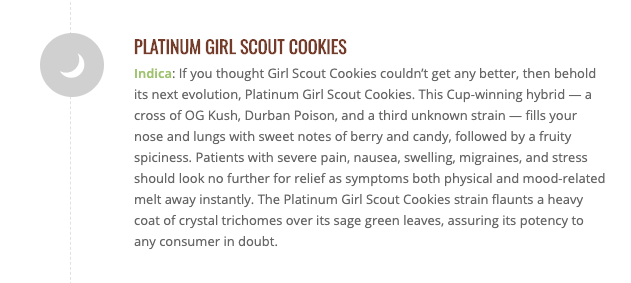 PLATINUM GIRL SCOUT COOKIES
Indica: If you thought Girl Scout Cookies couldn’t get any better, then behold
its next evolution, Platinum Girl Scout Cookies. This Cup-winning hybrid — a
cross of OG Kush, Durban Poison, and a third unknown strain — fills your
nose and lungs with sweet notes of berry and candy, followed by a fruity
spiciness. Patients with severe pain, nausea, swelling, migraines, and stress
should look no further for relief as symptoms both physical and mood-related
melt away instantly. The Platinum Girl Scout Cookies strain flaunts a heavy
coat of crystal trichomes over its sage green leaves, assuring its potency to
any consumer in doubt.